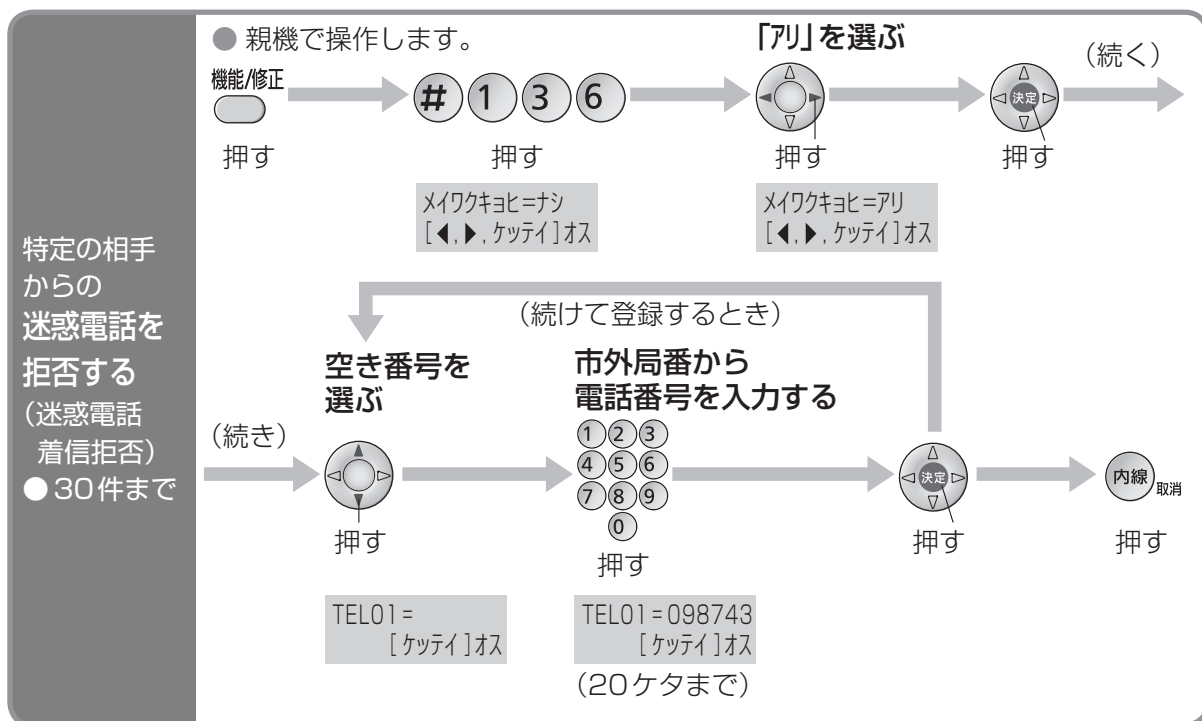 特定の相手
からの
迷惑電話を
拒否する
(迷惑電話
着信拒否)
● 30件まで
● 親機で操作します。
機能/修正
押す
# 1 3 6
押す
メイワクキョヒ=ナシ
[◀,▶,ケッテイ]オス
「アリ」を選ぶ
押す
メイワクキョヒ=アリ
[◀,▶,ケッテイ]オス
決定
押す
(続く)
(続き)
(続けて登録するとき)
空き番号を
選ぶ
押す
TEL01=
[ケッテイ]オス
市外局番から
電話番号を入力する
1 2 3
4 5 6
7 8 9
0
押す
TEL01=098743
[ケッテイ]オス
(20ケタまで)
決定
押す
内線 取消
押す